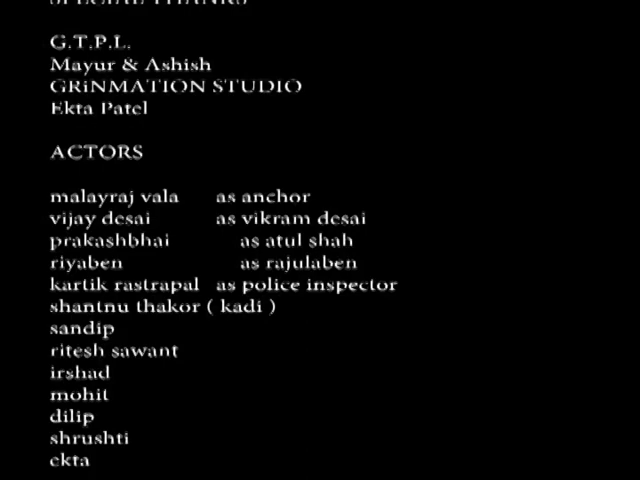 SPECIAL THANKS
G.T.P.L.
Mayur & Ashish
GRiNMATION STUDIO
Ekta Patel
ACTORS
malayraj vala as anchor
vijay desai as vikram desai
prakashbhai as atul shah
riyaben as rajulaben
kartik rastrapal as police inspector
shantnu thakor ( kadi )
sandip
ritesh sawant
irshad
mohit
dilip
shrushti
ekta